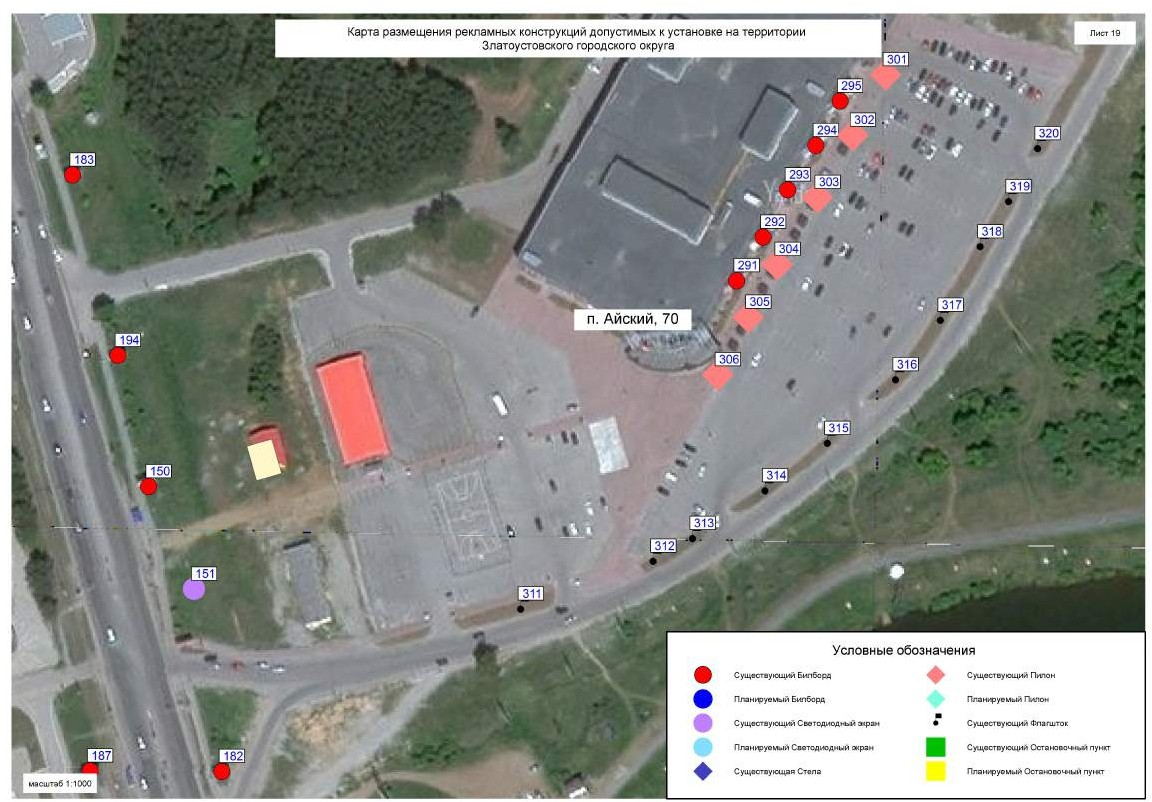 Карта размещения рекламных конструкций допустимых к установке на территории
Златоустовского городского округа
Лист 19
301
295
302
294
320
183
293
303
319
292
318
304
291
305
317
п. Айский, 70
194
306
316
315
150
314
313
312
151
311
187
182
масштаб 1:1000
Условные обозначения
Существующий Билборд
Планируемый Билборд
Существующий Светодиодный экран
Планируемый Светодиодный экран
Существующая Стела
Существующий Пилон
Планируемый Пилон
Существующий Флагшток
Существующий Остановочный пункт
Планируемый Остановочный пункт